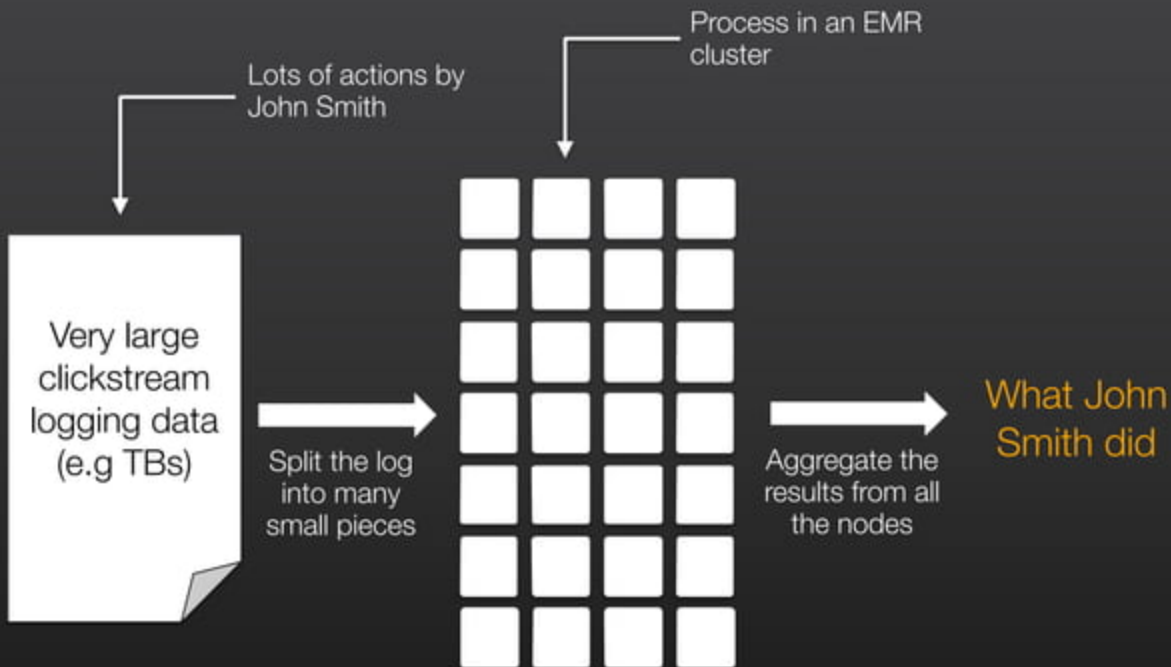 Process in an EMR
cluster
Lots of actions by
John Smith
Very large
clickstream
logging data
(e.g TBs)
Split the log
into many
small pieces
Aggregate the
results from all
the nodes
What John
Smith did